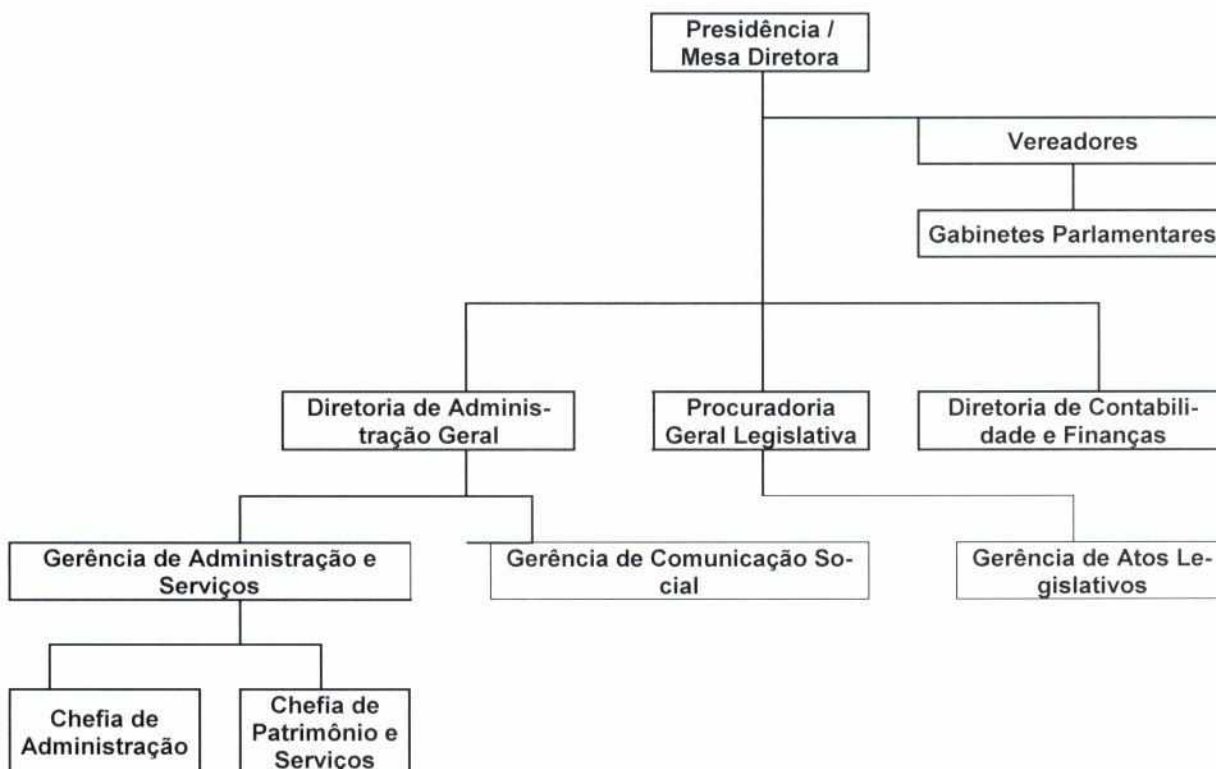 Presidência /
Mesa Diretora
Vereadores
Gabinetes Parlamentares
Diretoria de Adminis-
tração Geral
Procuradoria
Geral Legislativa
Diretoria de Contabili-
dade e Finanças
Gerência de Administração e
Serviços
Gerência de Comunicação So-
cial
Gerência de Atos Le-
gislativos
Chefia de
Administração
Chefia de
Patrimônio e
Serviços